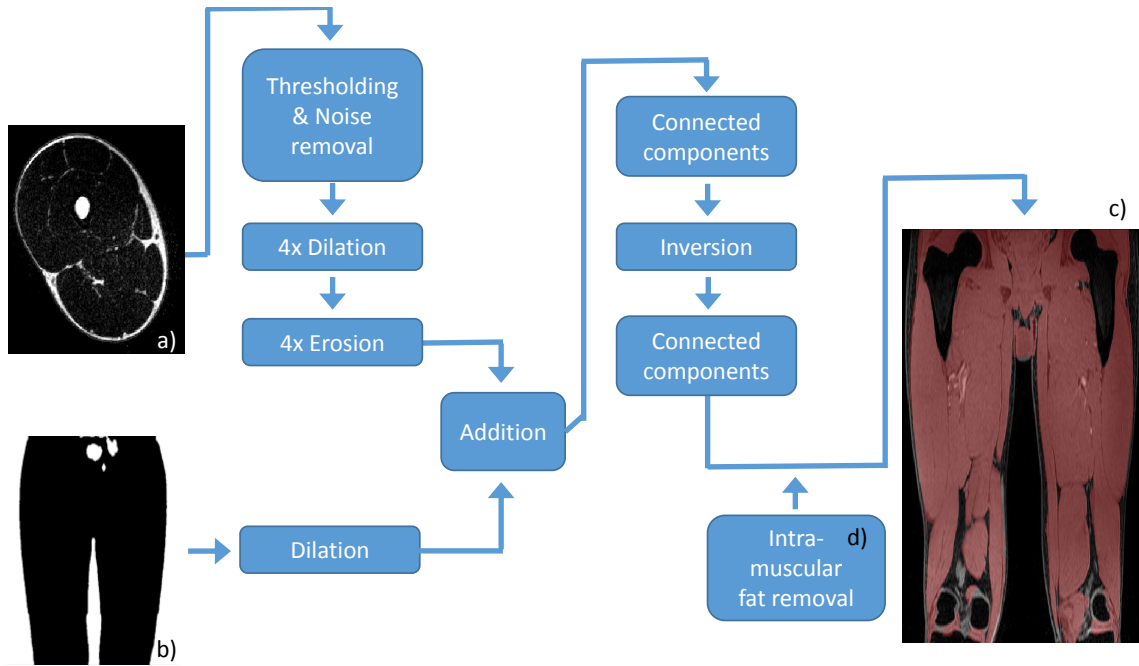 Thresholding
& Noise
removal
4x Dilation
4x Erosion
a)
b)
Dilation
Addition
Connected
components
Inversion
Connected
components
Intra-
muscular
fat removal
d)
c)